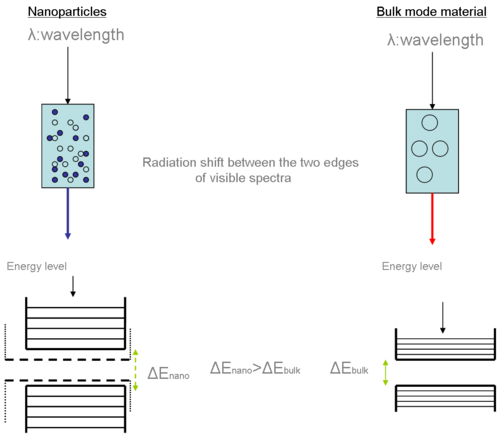 Nanoparticles
Bulk mode material
λ:wavelength
λ:wavelength
Radiation shift between the two edges
of visible spectra
Energy level
Energy level
ΔEnano
ΔEnano>ΔEbulk
ΔEbulk